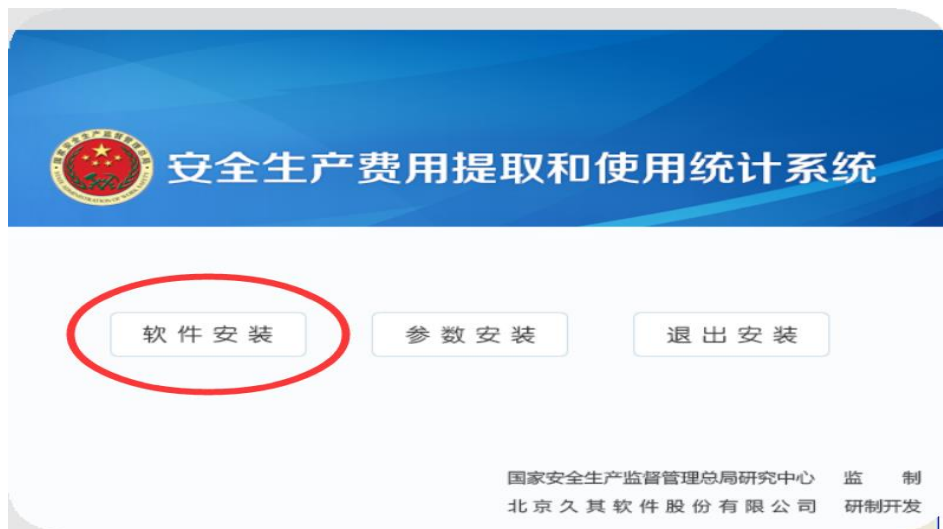 安全生产费用提取和使用统计系统
软件安装 参数安装 退出安装
国家安全生产监督管理总局研究中心 监 制
北京久其软件股份有限公司 研制开发